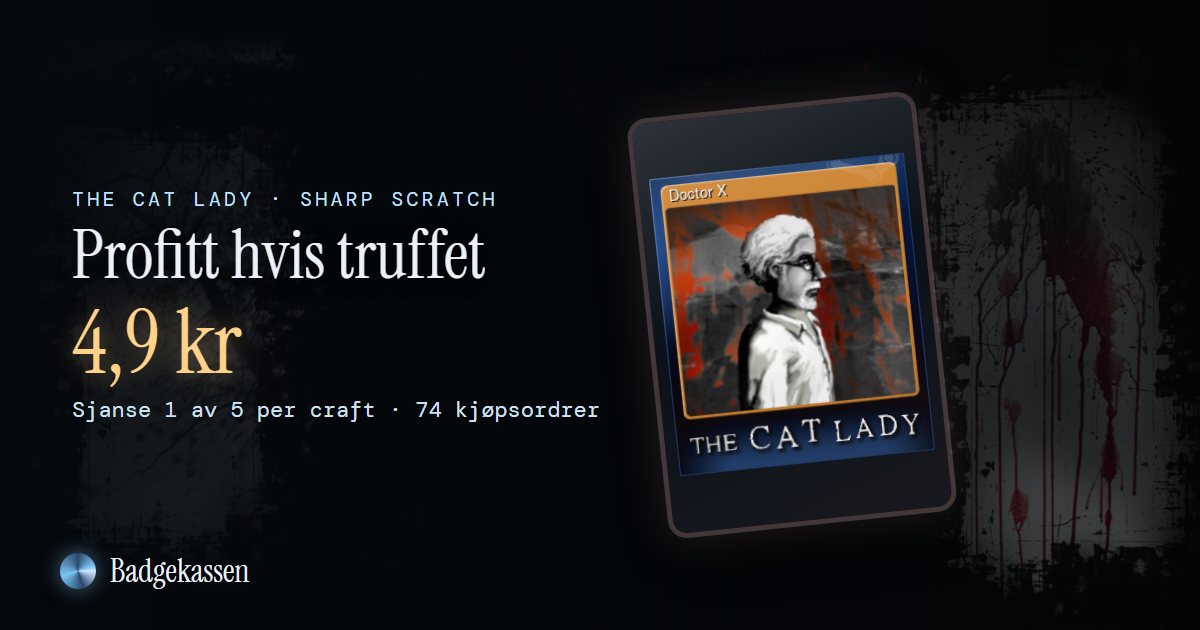 THE CAT LADY · SHARP SCRATCH
Profitt hvis truffet
4,9 kr
Sjanse 1 av 5 per craft · 74 kjøpsordrer
Doctor X
THE CAT LADY
Badgekassen